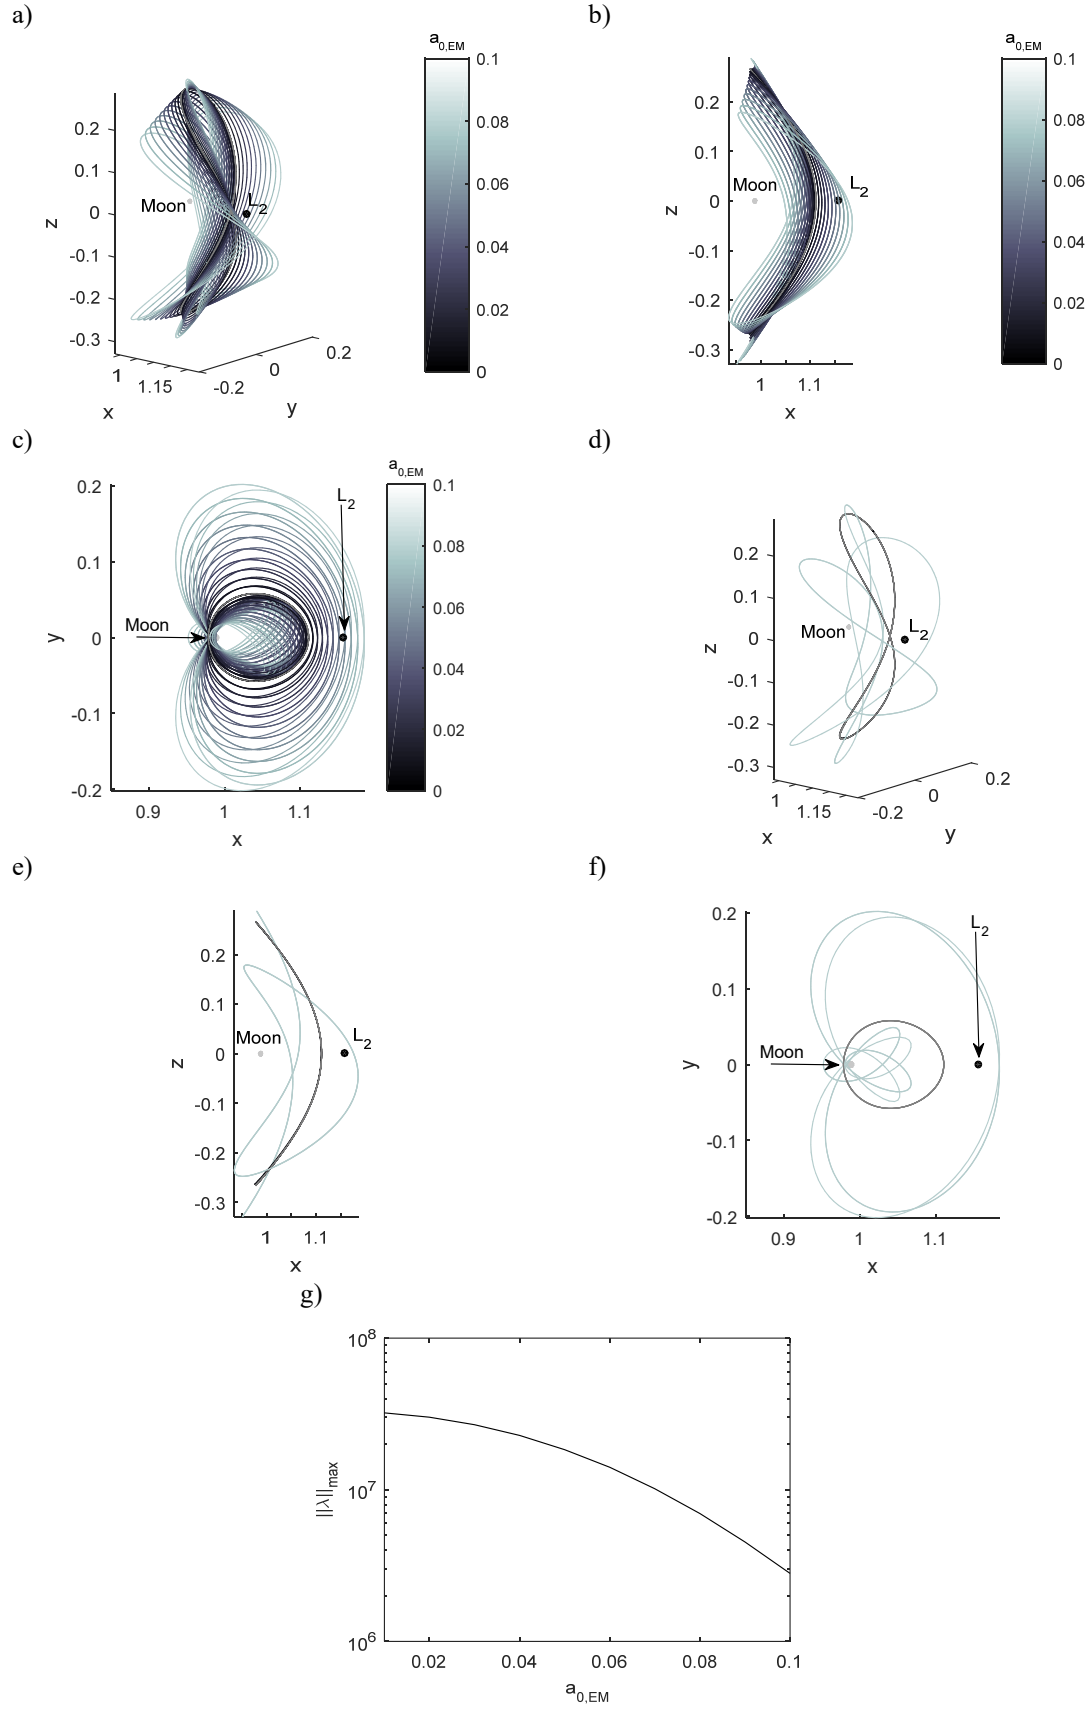 a)
a0,EM
0.1
0.08
0.06
0.04
0.02
0
z
0.2
0.1
0
-0.1
-0.2
-0.3
Moon
L2
1
1.15
x
-0.2
0
0.2
y
b)
a0,EM
0.1
0.08
0.06
0.04
0.02
0
z
0.2
0.1
0
-0.1
-0.2
-0.3
Moon
L2
1
1.1
x
c)
a0,EM
0.1
0.08
0.06
0.04
0.02
0
y
0.2
0.1
0
-0.1
-0.2
Moon
L2
0.9
1
1.1
x
d)
z
0.2
0.1
0
-0.1
-0.2
-0.3
Moon
L2
1
1.15
x
-0.2
0
0.2
y
e)
z
0.2
0.1
0
-0.1
-0.2
-0.3
Moon
L2
1
1.1
x
f)
y
0.2
0.1
0
-0.1
-0.2
Moon
L2
0.9
1
1.1
x
g)
||λ||max
10^8
10^7
10^6
0.02
0.04
0.06
0.08
0.1
a0,EM